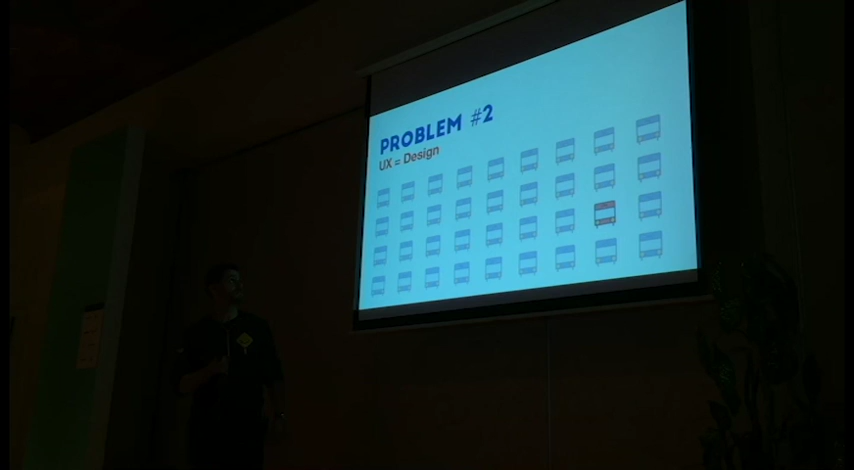 PROBLEM #2
UX = Design